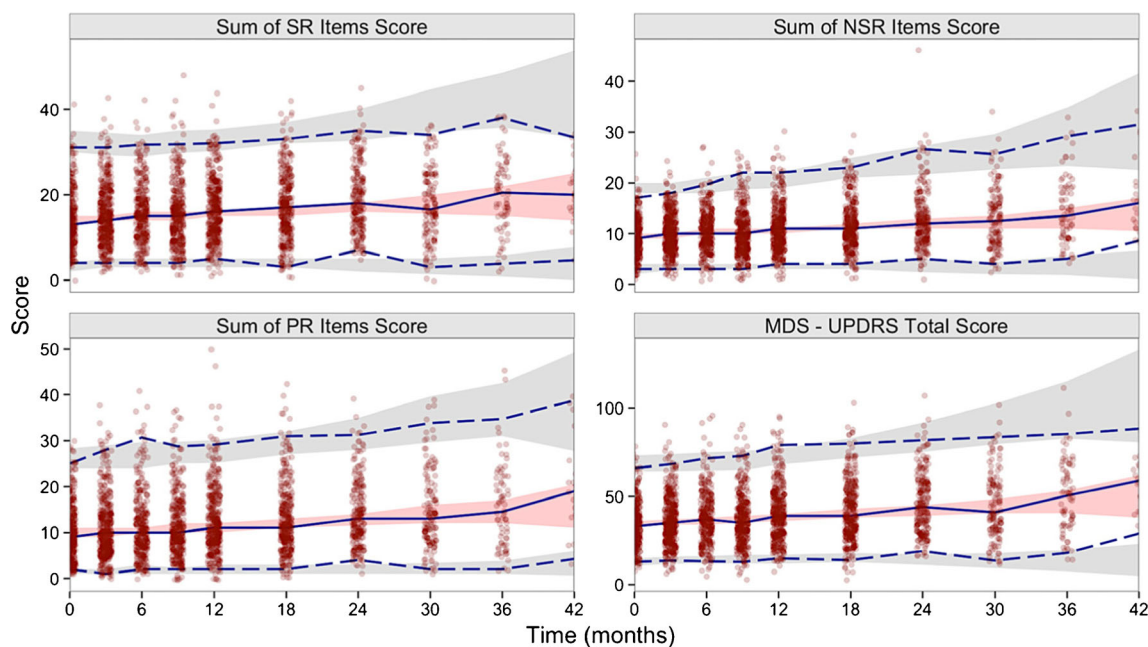 Sum of SR Items Score
Sum of NSR Items Score
40
20
0
40
30
20
10
0
Score
Sum of PR Items Score
MDS - UPDRS Total Score
50
40
30
20
10
0
100
50
0
0 6 12 18 24 30 36 42
0 6 12 18 24 30 36 42
Time (months)